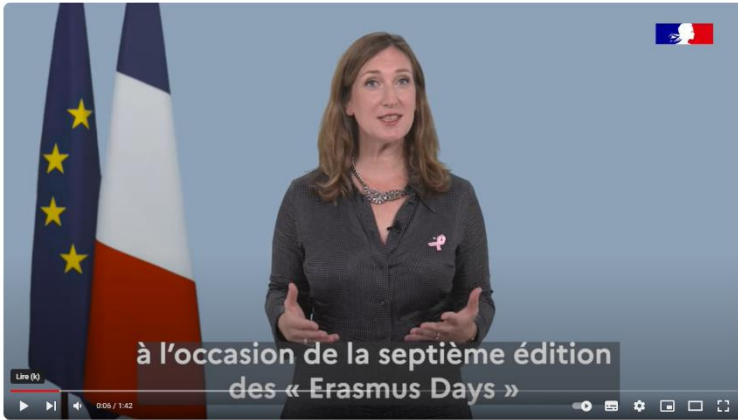 à l’occasion de la septième édition
des « Erasmus Days »
Lire (k)
0:06 / 1:42